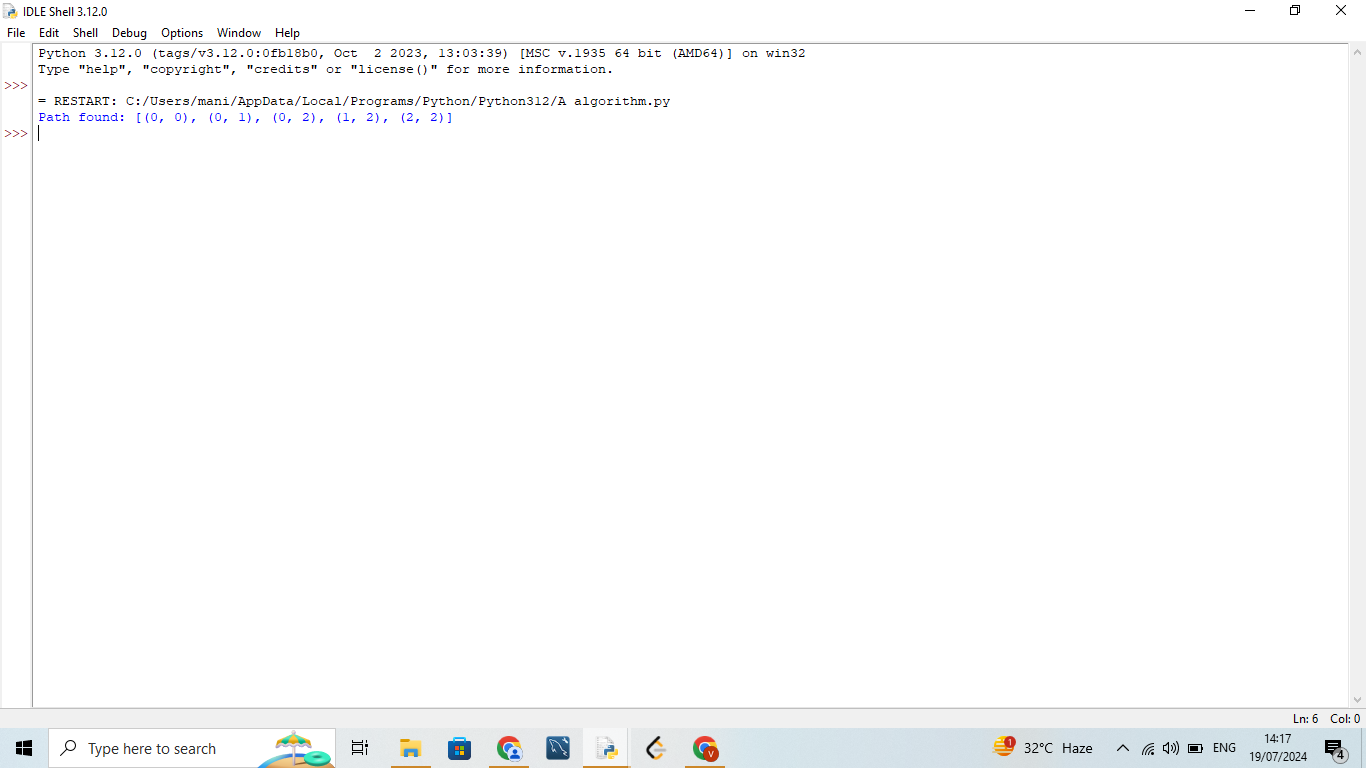 IDLE Shell 3.12.0
File Edit Shell Debug Options Window Help
Python 3.12.0 (tags/v3.12.0:0fb18b0, Oct  2 2023, 13:03:39) [MSC v.1935 64 bit (AMD64)] on win32
Type "help", "copyright", "credits" or "license()" for more information.
>>>
= RESTART: C:/Users/mani/AppData/Local/Programs/Python/Python312/A algorithm.py
Path found: [(0, 0), (0, 1), (0, 2), (1, 2), (2, 2)]
>>>
Ln: 6 Col: 0
Type here to search
V
1
32°C Haze
ENG
14:17
19/07/2024
4